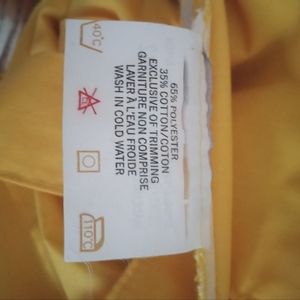 65% POLYESTER
35% COTTON/COTON
EXCLUSIVE OF TRIMMING
GARNITURE NON COMPRISE
LAVER À L'EAU FROIDE
WASH IN COLD WATER
40°C
110°C